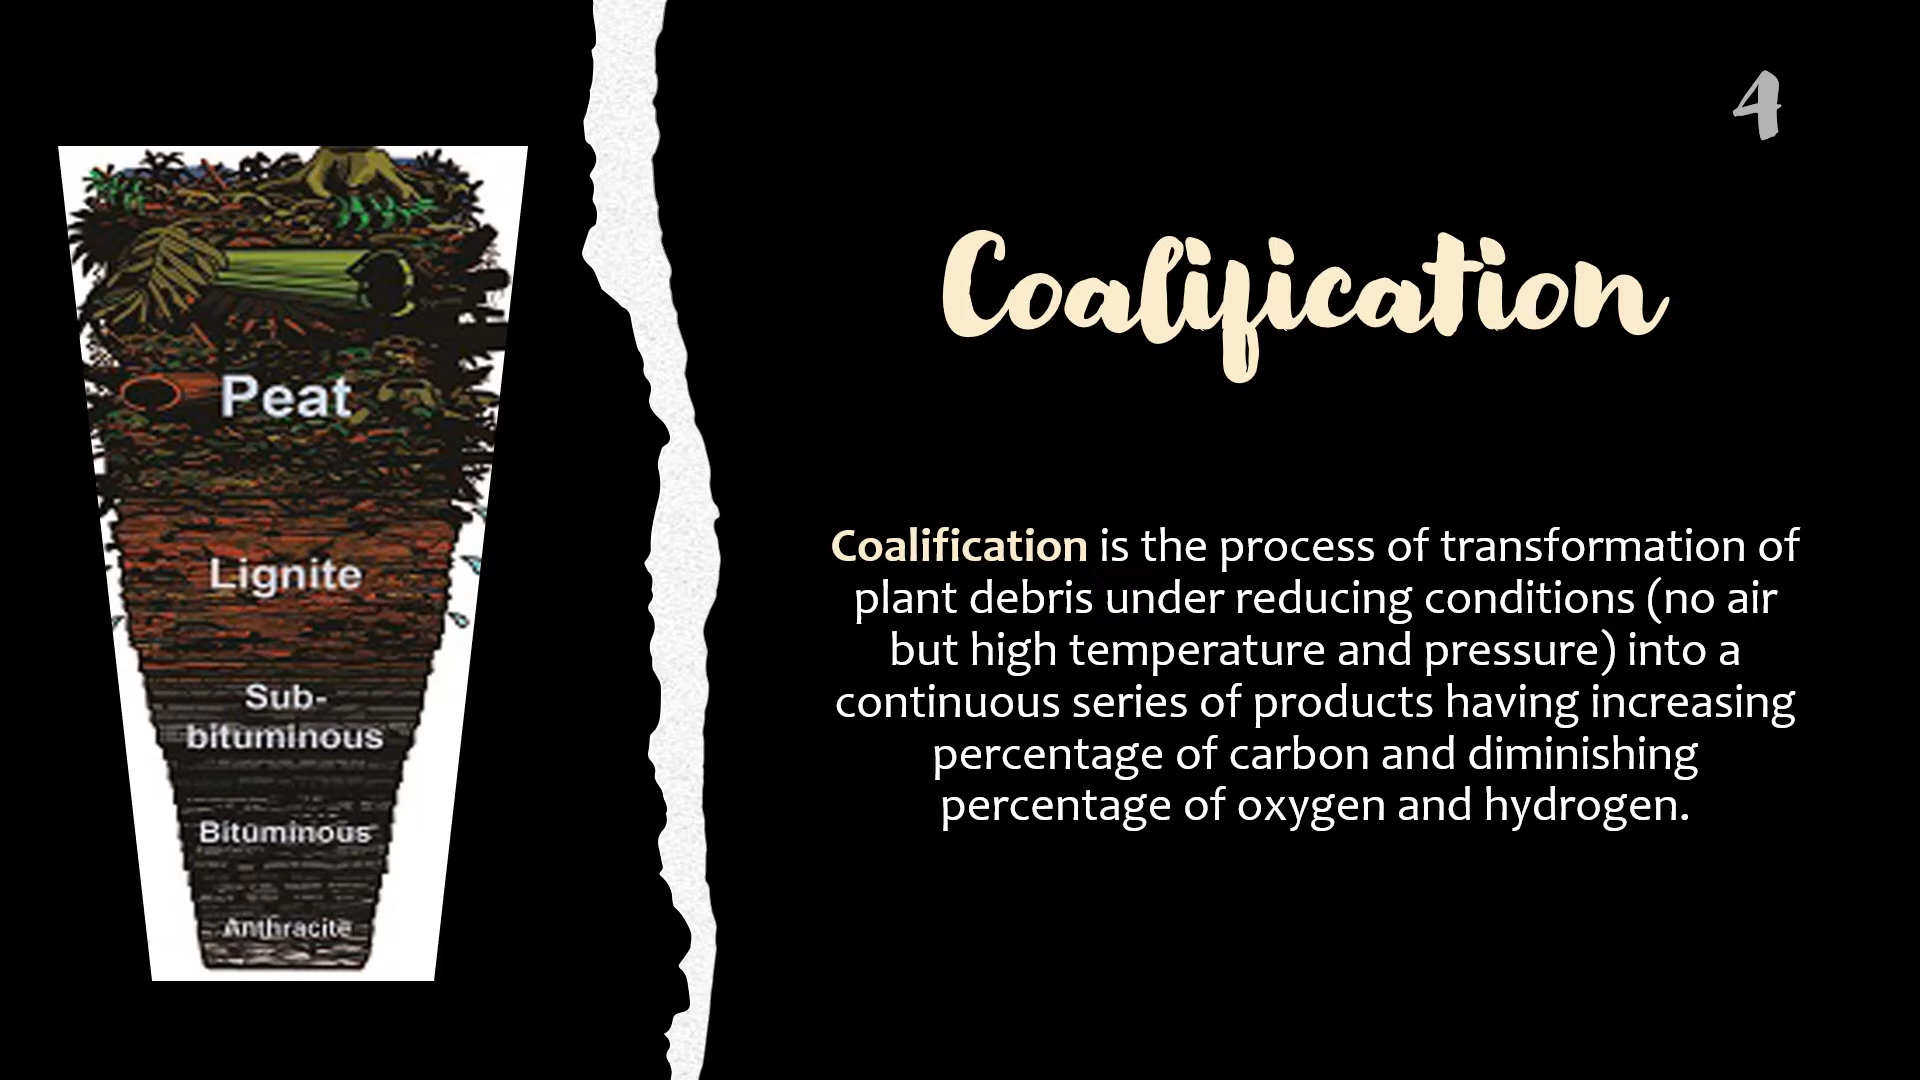 4
Coalification
Peat
Lignite
Sub-
bituminous
Bituminous
Anthracite
Coalification is the process of transformation of
plant debris under reducing conditions (no air
but high temperature and pressure) into a
continuous series of products having increasing
percentage of carbon and diminishing
percentage of oxygen and hydrogen.